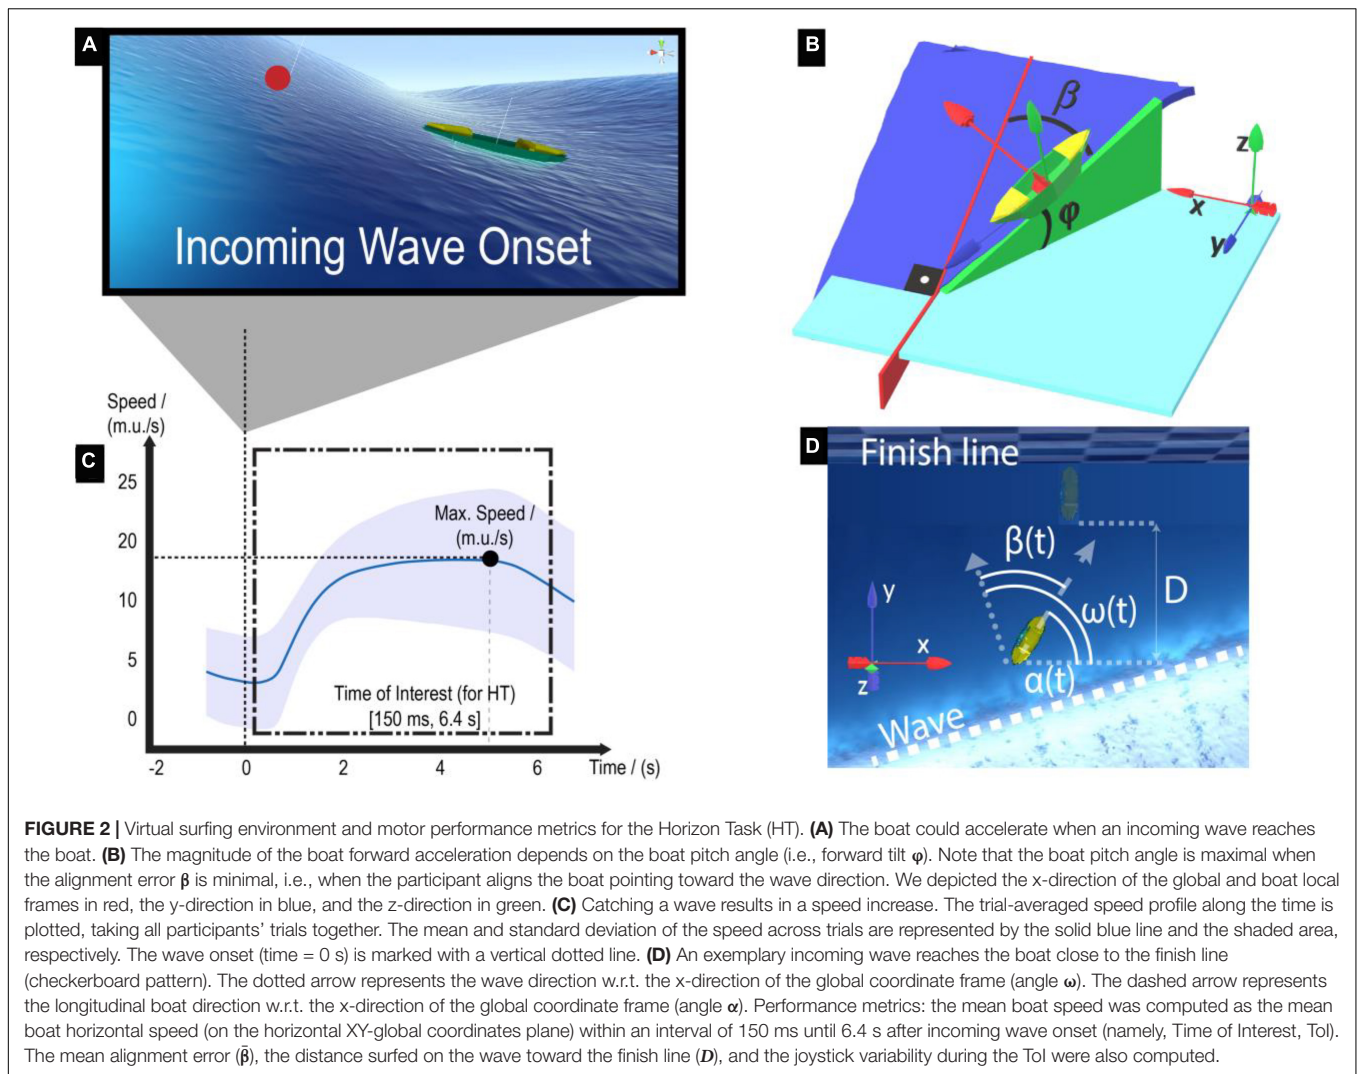 A
Incoming Wave Onset
B
β
φ
z
x
y
Speed /
(m.u./s)
C
25
20
10
5
0
Max. Speed /
(m.u./s)
Time of Interest (for HT)
[150 ms, 6.4 s]
-2
0
2
4
6
Time / (s)
D
Finish line
β(t)
ω(t)
α(t)
D
y
x
z
Wave
FIGURE 2 | Virtual surfing environment and motor performance metrics for the Horizon Task (HT). (A) The boat could accelerate when an incoming wave reaches
the boat. (B) The magnitude of the boat forward acceleration depends on the boat pitch angle (i.e., forward tilt φ). Note that the boat pitch angle is maximal when
the alignment error β is minimal, i.e., when the participant aligns the boat pointing toward the wave direction. We depicted the x-direction of the global and boat local
frames in red, the y-direction in blue, and the z-direction in green. (C) Catching a wave results in a speed increase. The trial-averaged speed profile along the time is
plotted, taking all participants’ trials together. The mean and standard deviation of the speed across trials are represented by the solid blue line and the shaded area,
respectively. The wave onset (time = 0 s) is marked with a vertical dotted line. (D) An exemplary incoming wave reaches the boat close to the finish line
(checkerboard pattern). The dotted arrow represents the wave direction w.r.t. the x-direction of the global coordinate frame (angle ω). The dashed arrow represents
the longitudinal boat direction w.r.t. the x-direction of the global coordinate frame (angle α). Performance metrics: the mean boat speed was computed as the mean
boat horizontal speed (on the horizontal XY-global coordinates plane) within an interval of 150 ms until 6.4 s after incoming wave onset (namely, Time of Interest, ToI).
The mean alignment error (β̄), the distance surfed on the wave toward the finish line (D), and the joystick variability during the ToI were also computed.